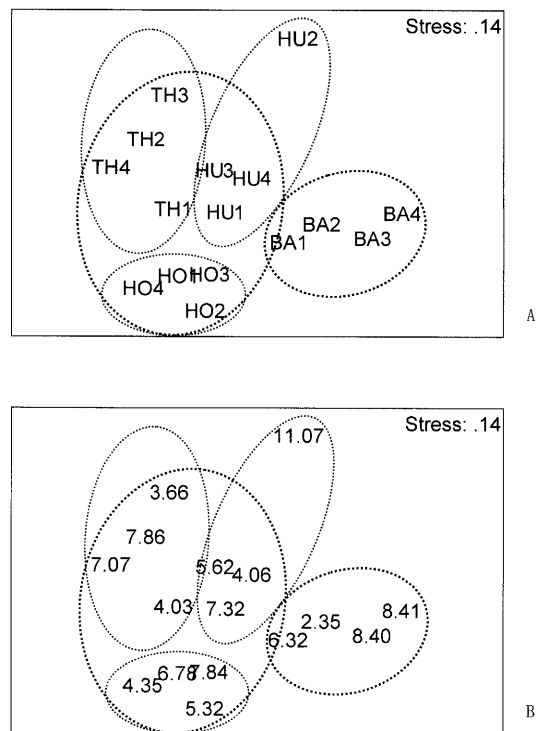 Stress: .14
HU2
TH3
TH2
TH4
HU3
HU4
TH1
HU1
BA4
BA2
BA3
BA1
HO1
HO3
HO4
HO2
A
Stress: .14
11.07
3.66
7.86
7.07
5.62
4.06
4.03
7.32
8.41
2.35
8.40
6.32
6.78
7.84
4.35
5.32
B